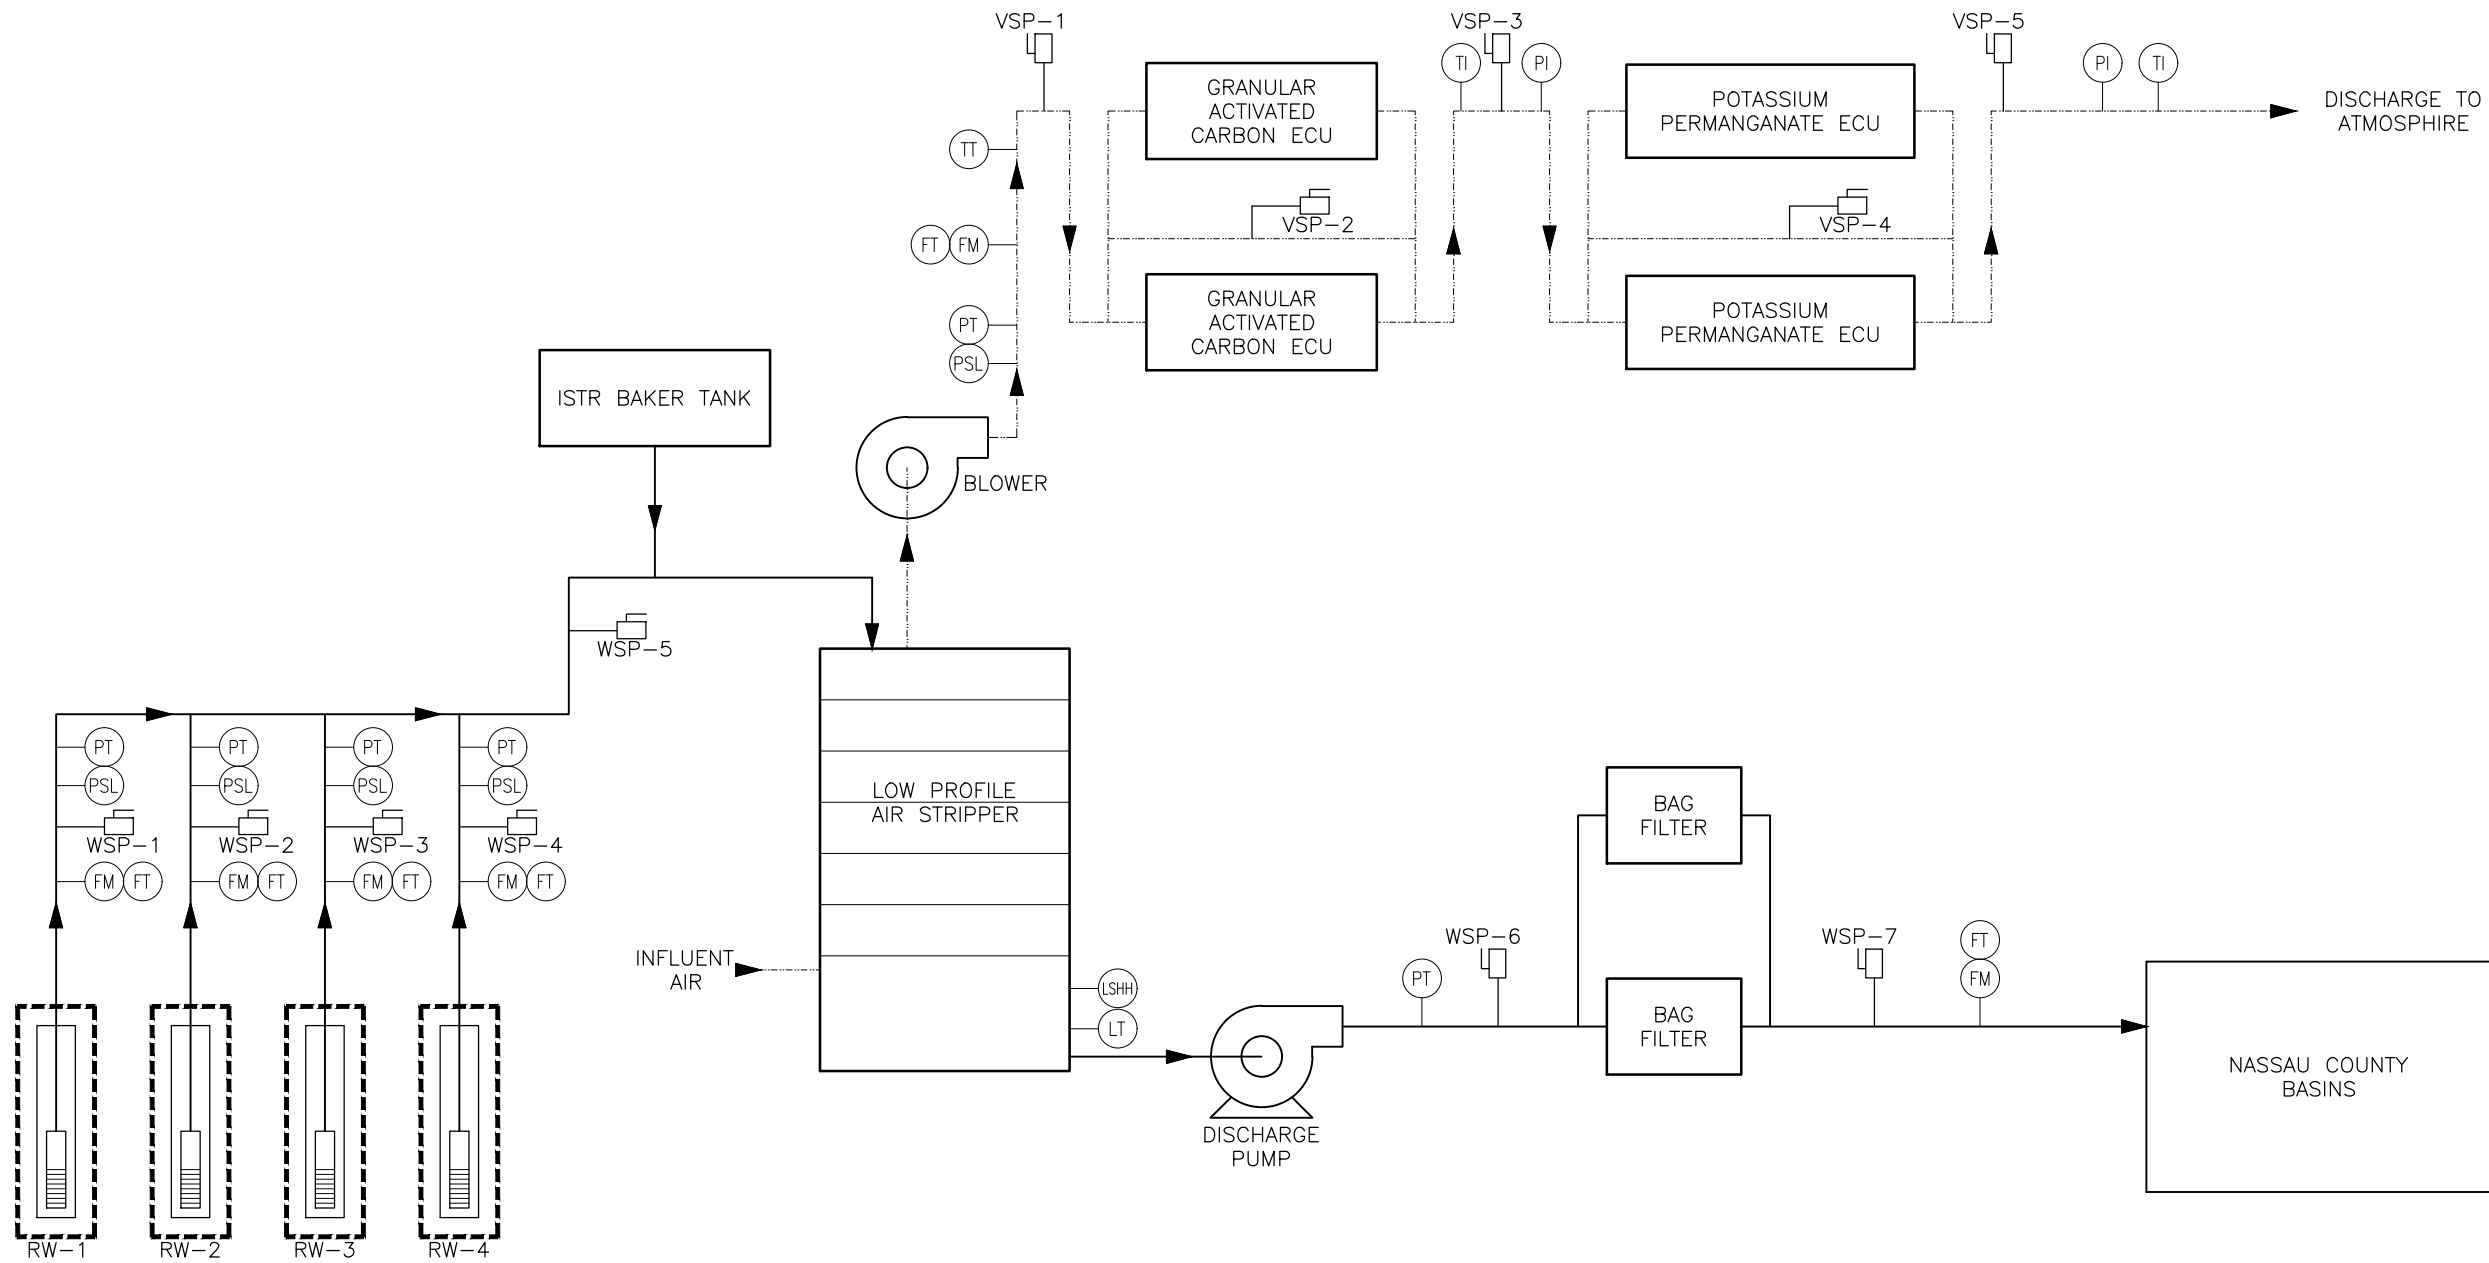 VSP-1
VSP-3
VSP-5
TI
PI
PI
TI
GRANULAR
ACTIVATED
CARBON ECU
POTASSIUM
PERMANGANATE ECU
DISCHARGE TO
ATMOSPHIRE
TT
VSP-2
VSP-4
FT
FM
GRANULAR
ACTIVATED
CARBON ECU
POTASSIUM
PERMANGANATE ECU
PT
PSL
ISTR BAKER TANK
BLOWER
WSP-5
PT
PT
PT
PT
PSL
PSL
PSL
PSL
WSP-1
WSP-2
WSP-3
WSP-4
FM
FT
FM
FT
FM
FT
FM
FT
LOW PROFILE
AIR STRIPPER
BAG
FILTER
INFLUENT
AIR
LSHH
LT
PT
WSP-6
WSP-7
FT
FM
BAG
FILTER
NASSAU COUNTY
BASINS
DISCHARGE
PUMP
RW-1
RW-2
RW-3
RW-4